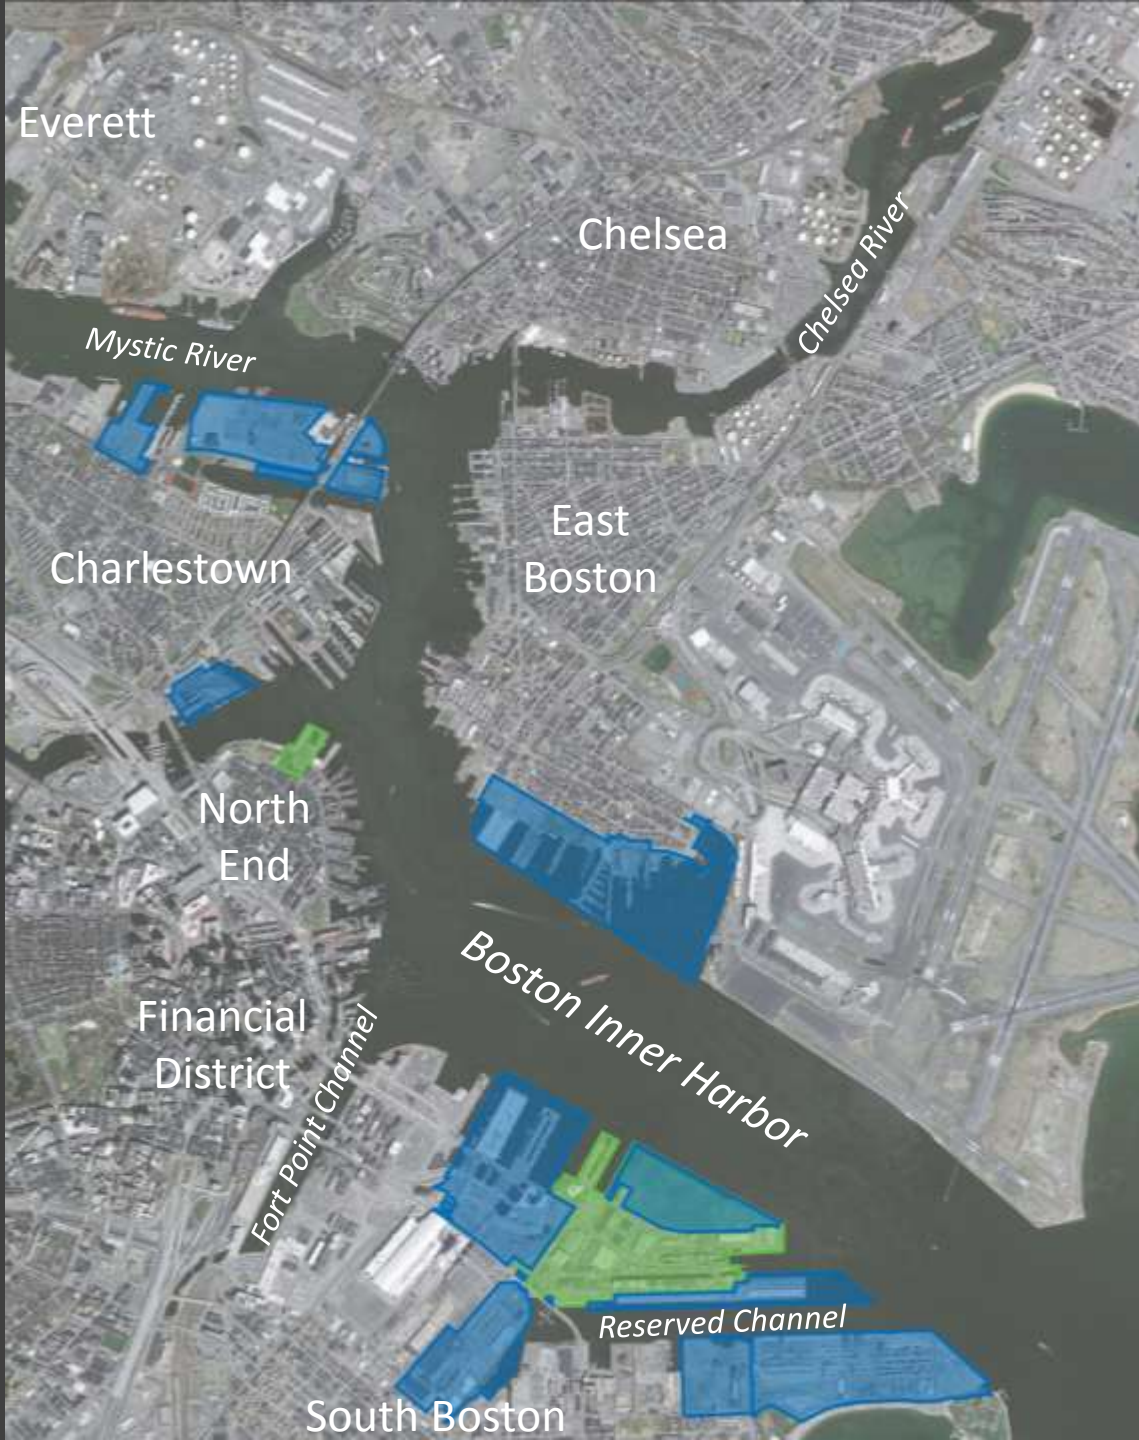 Everett
Chelsea
Chelsea River
Mystic River
East
Boston
Charlestown
North
End
Boston Inner Harbor
Financial
District
Fort Point Channel
Reserved Channel
South Boston